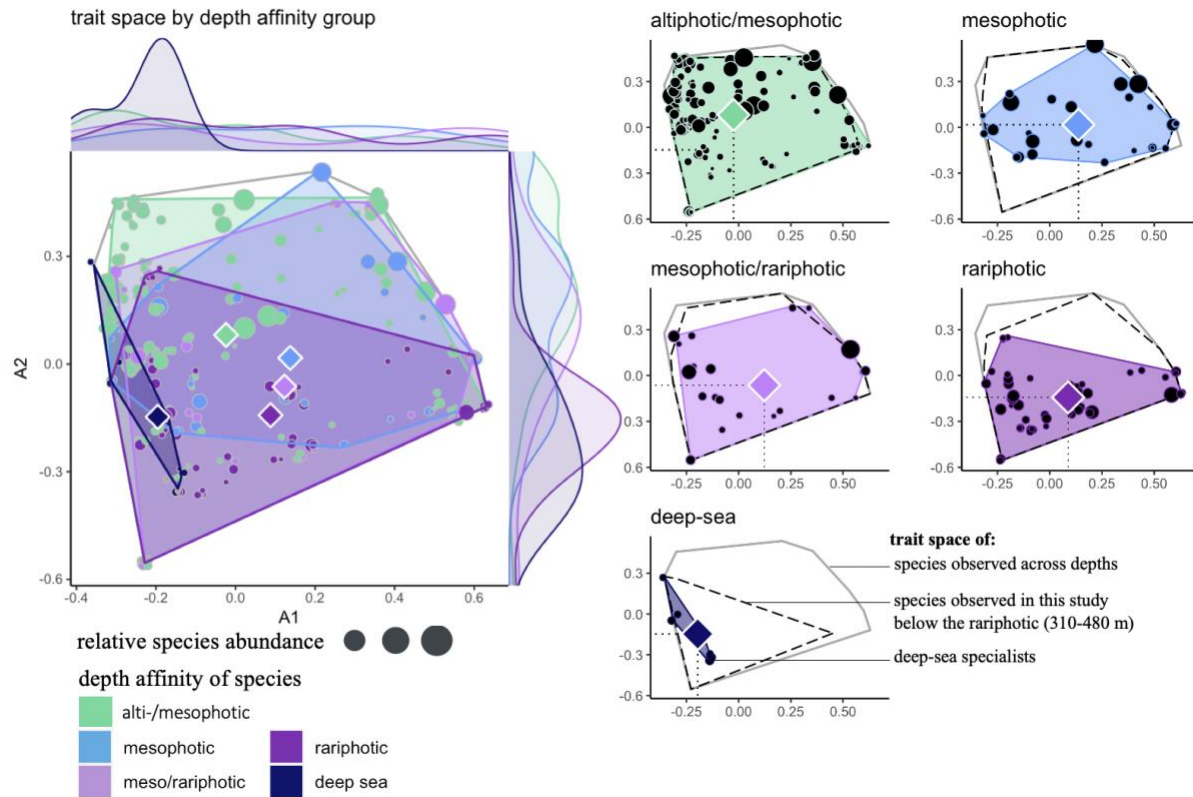 trait space by depth affinity group
0.3
0.0
-0.3
-0.6
A2
-0.4
-0.2
0.0
0.2
0.4
0.6
A1
relative species abundance
depth affinity of species
alti-/mesophotic
mesophotic
meso/rariphotic
rariphotic
deep sea
altiphotic/mesophotic
0.3
0.0
0.3
0.6
-0.25
0.00
0.25
0.50
mesophotic
0.3
0.0
-0.3
-0.6
-0.25
0.00
0.25
0.50
mesophotic/rariphotic
0.3
0.0
-0.3
0.6
-0.25
0.00
0.25
0.50
rariphotic
0.3
0.0
-0.3
-0.6
-0.25
0.00
0.25
0.50
deep-sea
0.3
0.0
-0.3
-0.6
-0.25
0.00
0.25
0.50
trait space of:
species observed across depths
species observed in this study
below the rariphotic (310-480 m)
deep-sea specialists